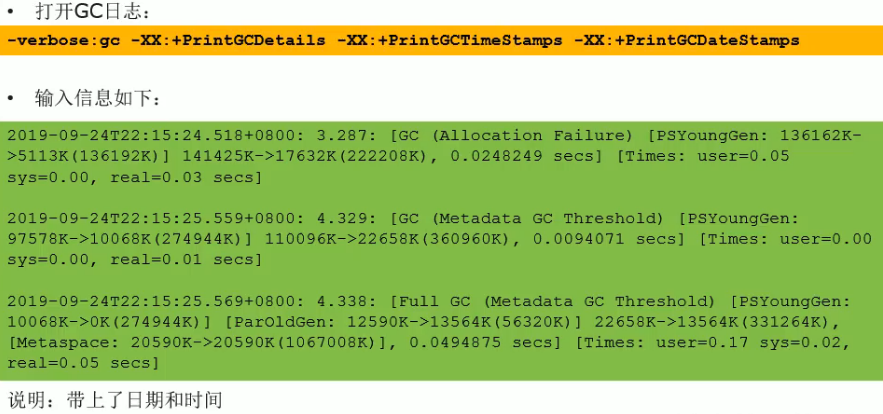 • 打开GC日志：
-verbose:gc -XX:+PrintGCDetails -XX:+PrintGCTimeStamps -XX:+PrintGCDateStamps
• 输入信息如下：
2019-09-24T22:15:24.518+0800: 3.287: [GC (Allocation Failure) [PSYoungGen: 136162K-
>5113K(136192K)] 141425K->17632K(222208K), 0.0248249 secs] [Times: user=0.05
sys=0.00, real=0.03 secs]
2019-09-24T22:15:25.559+0800: 4.329: [GC (Metadata GC Threshold) [PSYoungGen:
97578K->10068K(274944K)] 110096K->22658K(360960K), 0.0094071 secs] [Times: user=0.00
sys=0.00, real=0.01 secs]
2019-09-24T22:15:25.569+0800: 4.338: [Full GC (Metadata GC Threshold) [PSYoungGen:
10068K->0K(274944K)] [ParOldGen: 12590K->13564K(56320K)] 22658K->13564K(331264K),
[Metaspace: 20590K->20590K(1067008K)], 0.0494875 secs] [Times: user=0.17 sys=0.02,
real=0.05 secs]
说明：带上了日期和时间